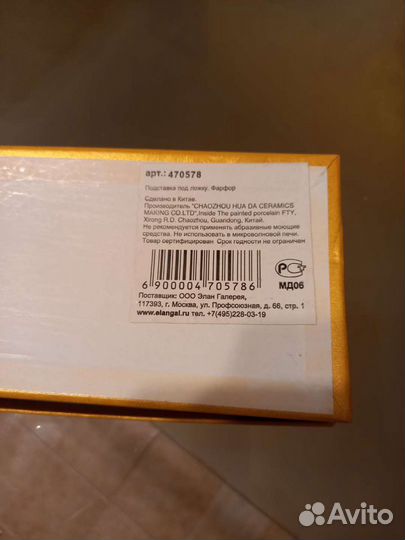 арт.: 470578
Подставка под ложку. Фарфор
Сделано в Китае.
Производитель "CHAOZHOU HUA DA CERAMICS
MAKING CO.LTD",Inside The painted porcelain FTY,
Xirong R.D. Chaozhou, Guandong, Китай.
Не рекомендуется применять абразивные моющие
средства. Не использовать в микроволновой печи.
Товар сертифицирован Срок годности не ограничен
6 900004 705786
МД06
Поставщик: ООО Элан Галерея,
117393, г. Москва, ул. Профсоюзная, д. 66, стр. 1
www.elangal.ru тел.+7(495)228-03-19
Avito